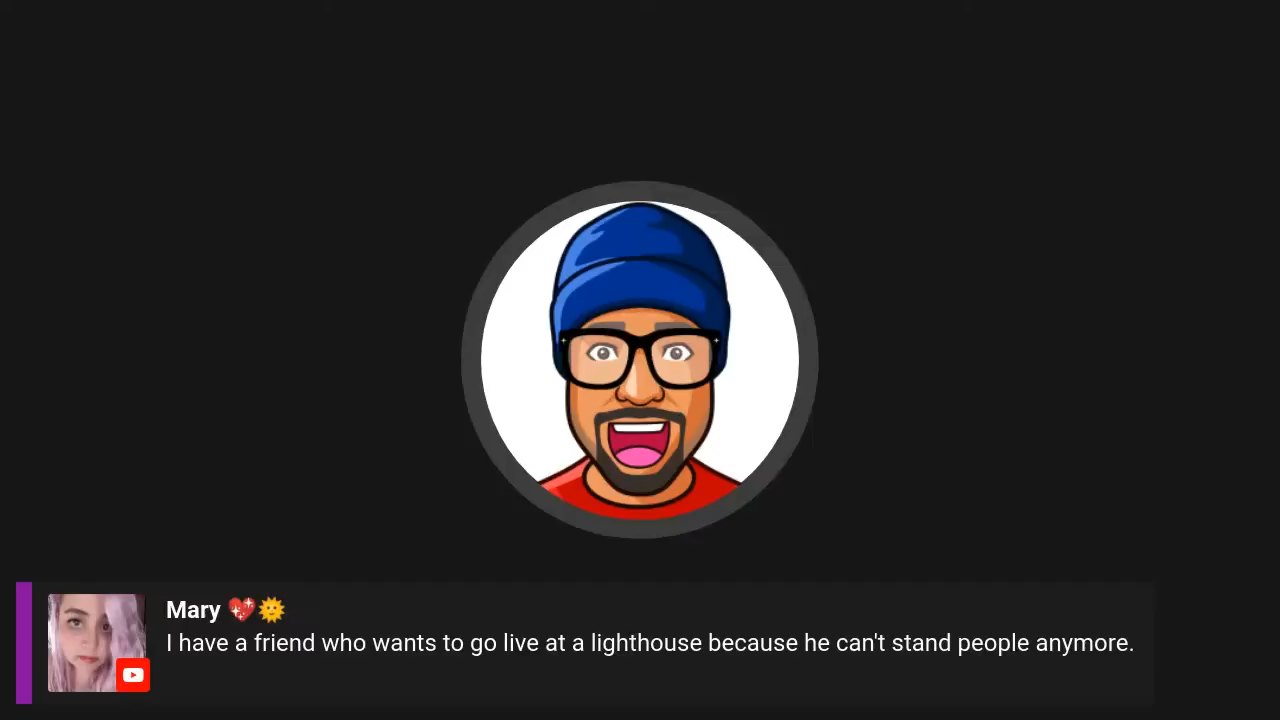 Mary 💖🌞
I have a friend who wants to go live at a lighthouse because he can't stand people anymore.